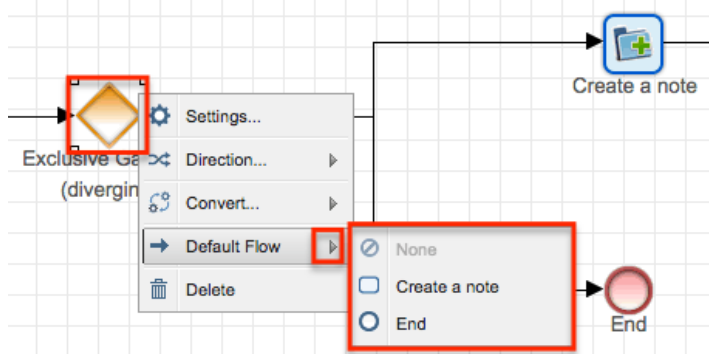 Create a note
Settings...
Exclusive Ga
Direction...
(divergin
Convert...
Default Flow
None
Create a note
Delete
End
End